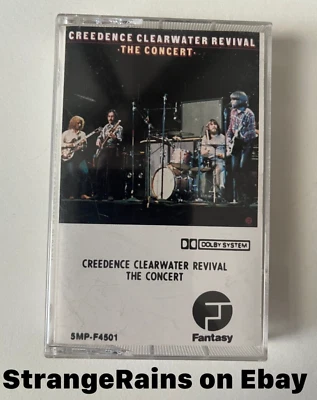 CREEDENCE CLEARWATER REVIVAL
·THE CONCERT·
DOLBY SYSTEM
CREEDENCE CLEARWATER REVIVAL
THE CONCERT
5MP-F4501
Fantasy
StrangeRains on Ebay